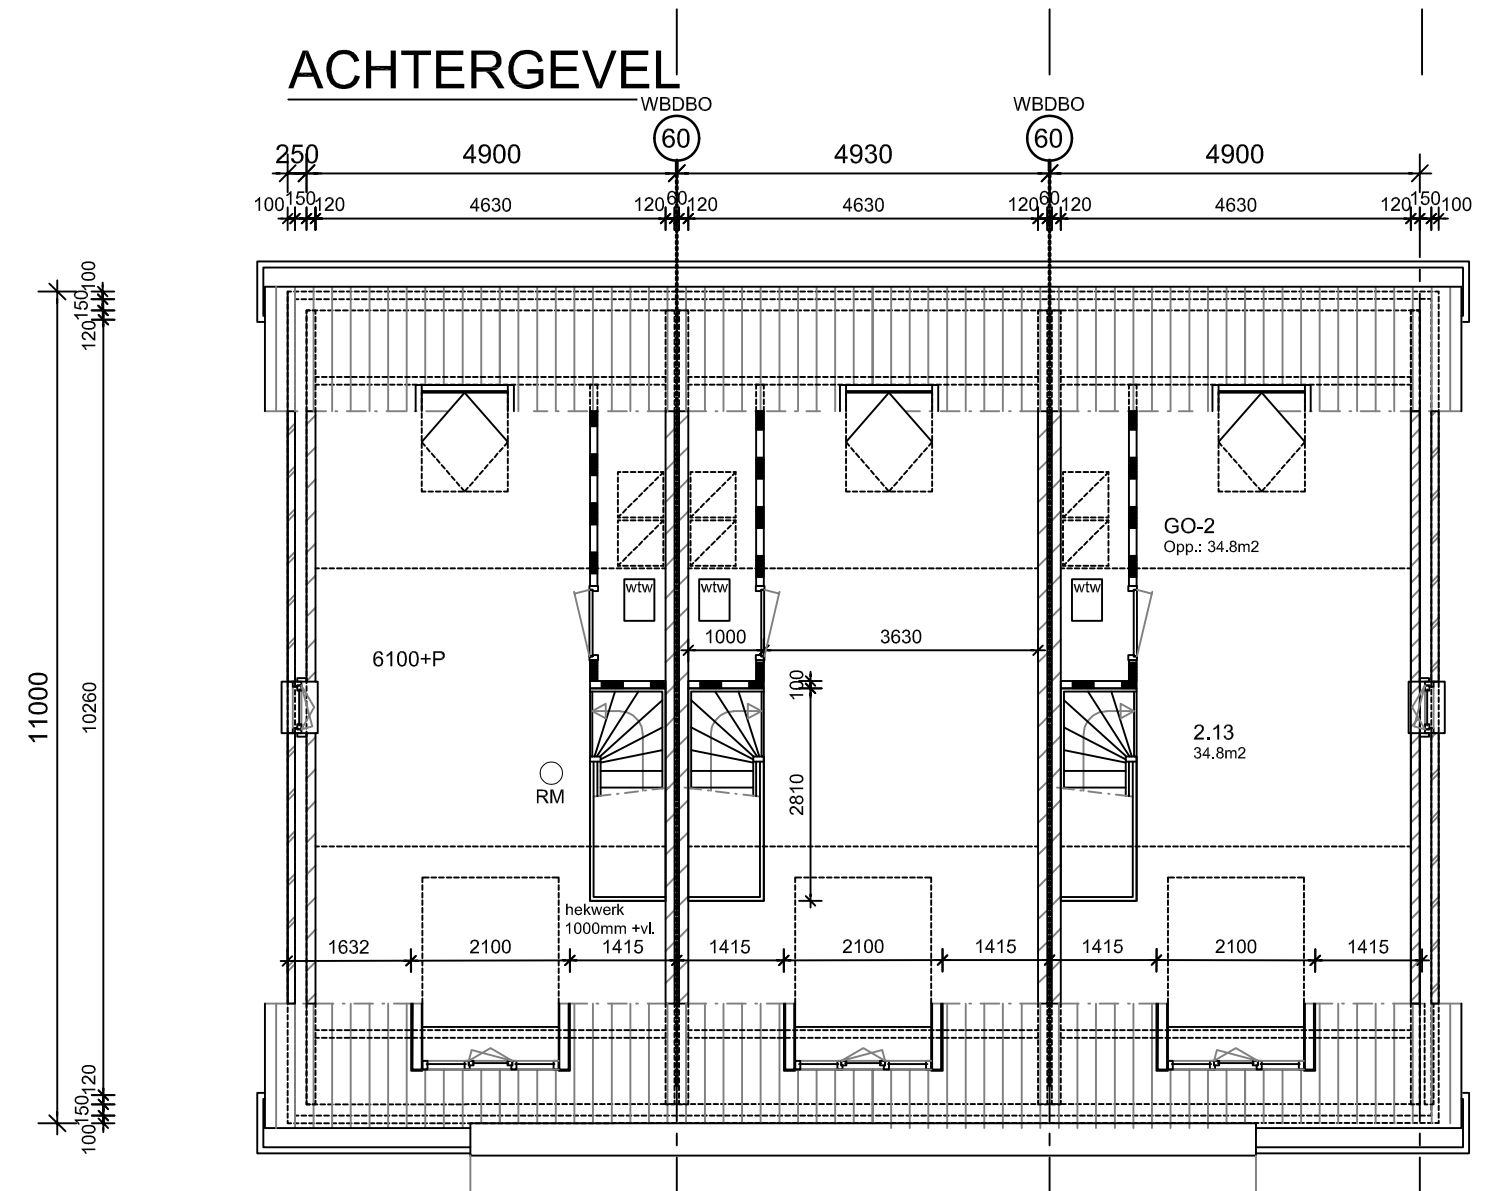 ACHTERGEVEL
WBDBO WBDBO
60 60
250 4900 4930 4900
100 150 120 4630 120 60 120 4630 120 60 120 4630 120 150 100
100
150
120
11000
10260
120
150
100
GO-2
Opp.: 34.8m2
wtw wtw wtw
1000 3630
6100+P
100
2.13
34.8m2
RM
2810
hekwerk
1000mm +vl.
1632 2100 1415 1415 2100 1415 1415 2100 1415